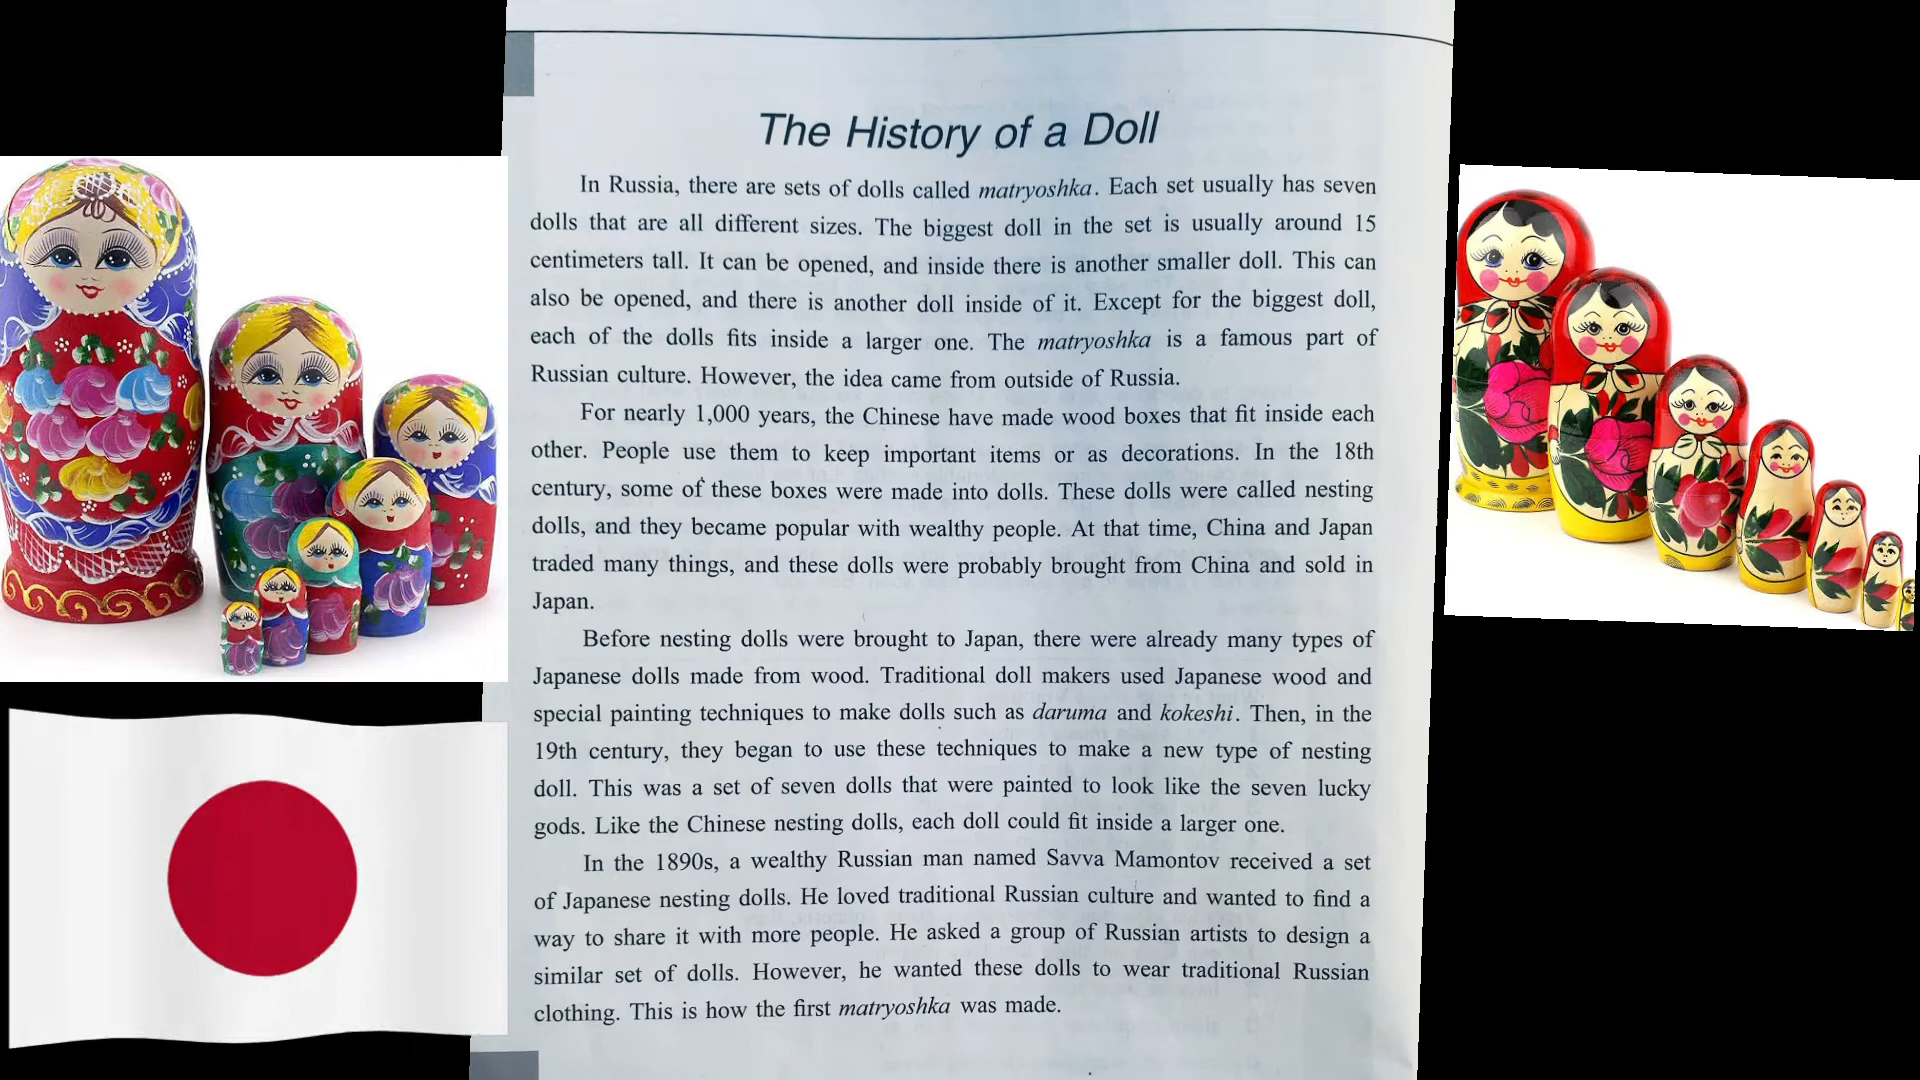 The History of a Doll
In Russia, there are sets of dolls called matryoshka. Each set usually has seven
dolls that are all different sizes. The biggest doll in the set is usually around 15
centimeters tall. It can be opened, and inside there is another smaller doll. This can
also be opened, and there is another doll inside of it. Except for the biggest doll,
each of the dolls fits inside a larger one. The matryoshka is a famous part of
Russian culture. However, the idea came from outside of Russia.
For nearly 1,000 years, the Chinese have made wood boxes that fit inside each
other. People use them to keep important items or as decorations. In the 18th
century, some of these boxes were made into dolls. These dolls were called nesting
dolls, and they became popular with wealthy people. At that time, China and Japan
traded many things, and these dolls were probably brought from China and sold in
Japan.
Before nesting dolls were brought to Japan, there were already many types of
Japanese dolls made from wood. Traditional doll makers used Japanese wood and
special painting techniques to make dolls such as daruma and kokeshi. Then, in the
19th century, they began to use these techniques to make a new type of nesting
doll. This was a set of seven dolls that were painted to look like the seven lucky
gods. Like the Chinese nesting dolls, each doll could fit inside a larger one.
In the 1890s, a wealthy Russian man named Savva Mamontov received a set
of Japanese nesting dolls. He loved traditional Russian culture and wanted to find a
way to share it with more people. He asked a group of Russian artists to design a
similar set of dolls. However, he wanted these dolls to wear traditional Russian
clothing. This is how the first matryoshka was made.